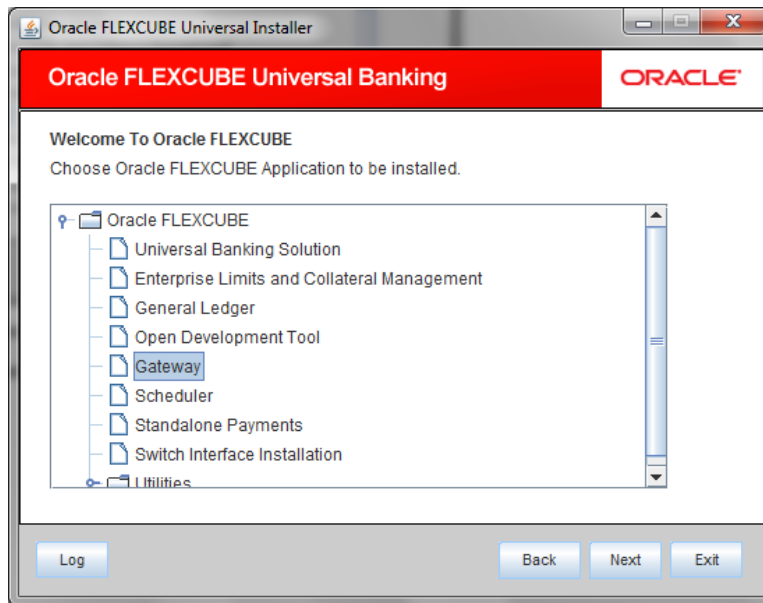 Oracle FLEXCUBE Universal Installer
Oracle FLEXCUBE Universal Banking
ORACLE
Welcome To Oracle FLEXCUBE
Choose Oracle FLEXCUBE Application to be installed.
Oracle FLEXCUBE
Universal Banking Solution
Enterprise Limits and Collateral Management
General Ledger
Open Development Tool
Gateway
Scheduler
Standalone Payments
Switch Interface Installation
Utilities
Log Back Next Exit